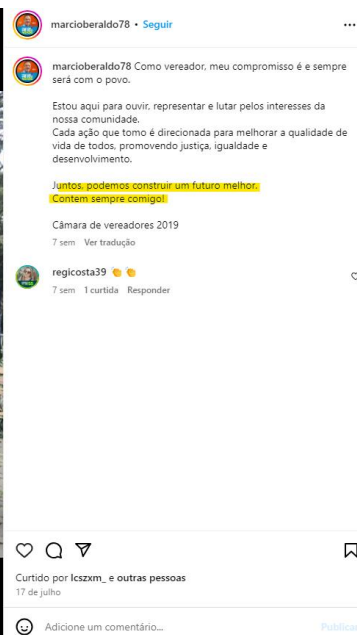 marcioberaldo78 • Seguir
marcioberaldo78 Como vereador, meu compromisso é e sempre
será com o povo.
Estou aqui para ouvir, representar e lutar pelos interesses da
nossa comunidade.
Cada ação que tomo é direcionada para melhorar a qualidade de
vida de todos, promovendo justiça, igualdade e
desenvolvimento.
Juntos, podemos construir um futuro melhor.
Contem sempre comigo!
Câmara de vereadores 2019
7 sem Ver tradução
regicosta39 👏 👏
7 sem 1 curtida Responder
Curtido por lcszxm_ e outras pessoas
17 de julho
Adicione um comentário...
Publicar